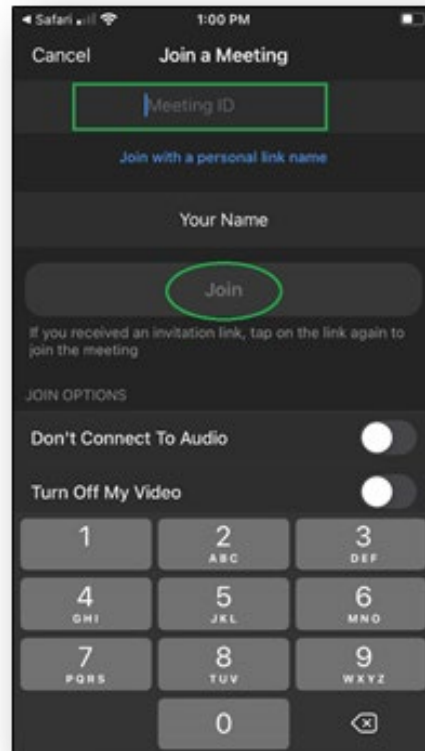 Safari 1:00 PM
Cancel Join a Meeting
Meeting ID
Join with a personal link name
Your Name
Join
If you received an invitation link, tap on the link again to
join the meeting
JOIN OPTIONS
Don't Connect To Audio
Turn Off My Video
1 2 3
ABC DEF
4 5 6
GHI JKL MNO
7 8 9
PQRS TUV WXYZ
0